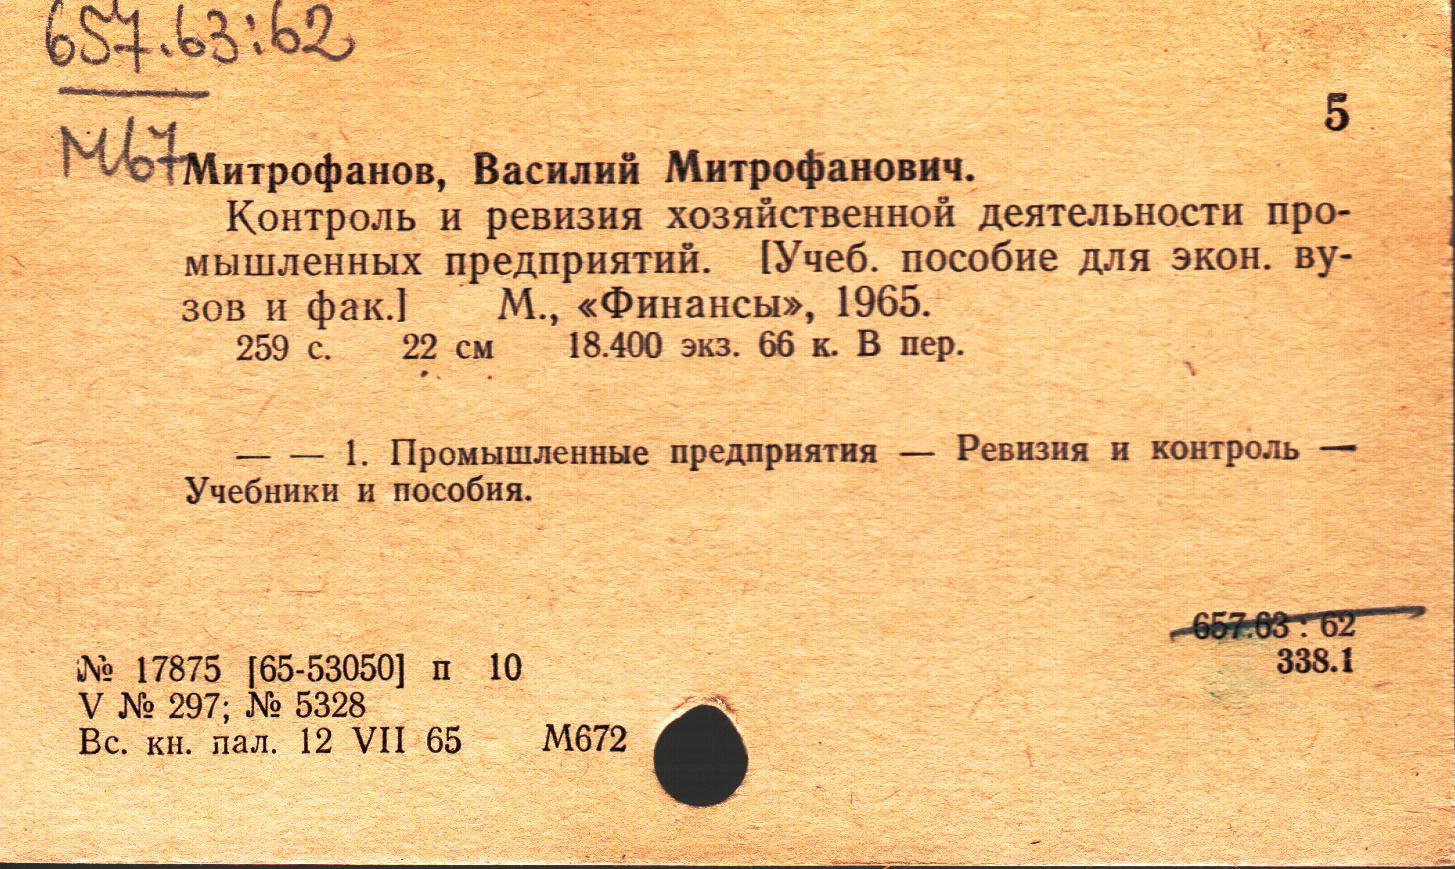 657.63:62
М67
5
Митрофанов, Василий Митрофанович.
Контроль и ревизия хозяйственной деятельности про-
мышленных предприятий. [Учеб. пособие для экон. ву-
зов и фак.] М., «Финансы», 1965.
259 с. 22 см 18.400 экз. 66 к. В пер.
— — 1. Промышленные предприятия — Ревизия и контроль —
Учебники и пособия.
657.63 : 62
338.1
№ 17875 [65-53050] п 10
V № 297; № 5328
Вс. кн. пал. 12 VII 65 М672